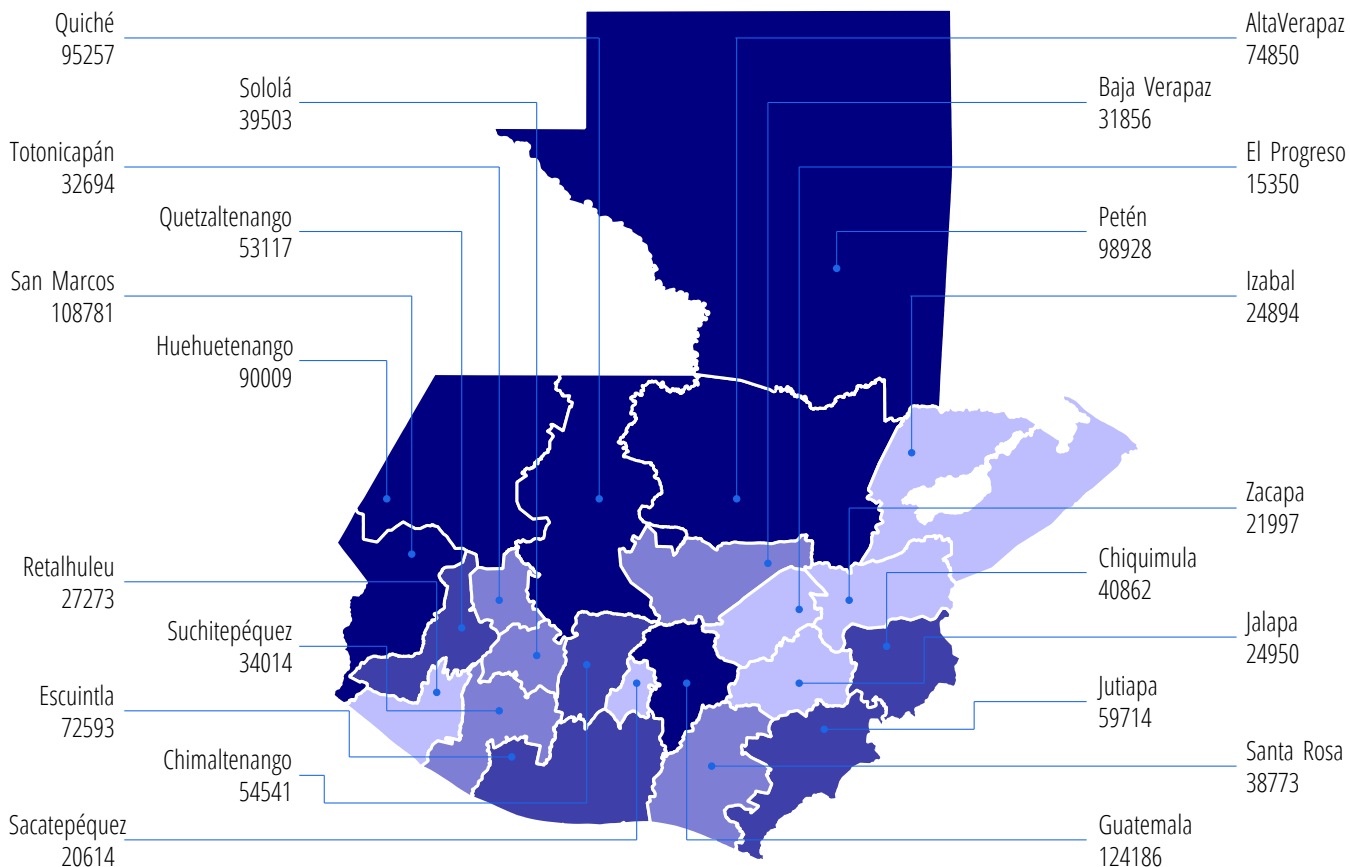 Quiché
95257
Sololá
39503
Totonicapán
32694
Quetzaltenango
53117
San Marcos
108781
Huehuetenango
90009
Retalhuleu
27273
Suchitepéquez
34014
Escuintla
72593
Chimaltenango
54541
Sacatepéquez
20614
AltaVerapaz
74850
Baja Verapaz
31856
El Progreso
15350
Petén
98928
Izabal
24894
Zacapa
21997
Chiquimula
40862
Jalapa
24950
Jutiapa
59714
Santa Rosa
38773
Guatemala
124186